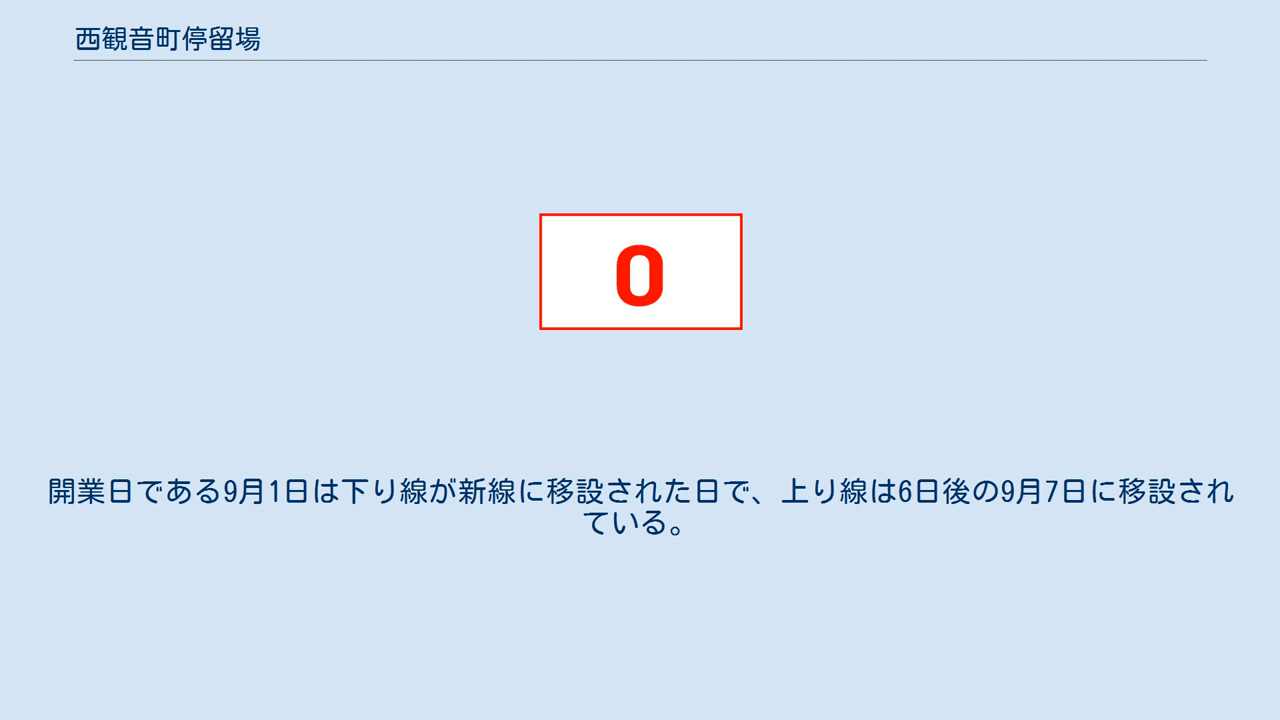 西観音町停留場
0
開業日である9月1日は下り線が新線に移設された日で、上り線は6日後の9月7日に移設され
ている。